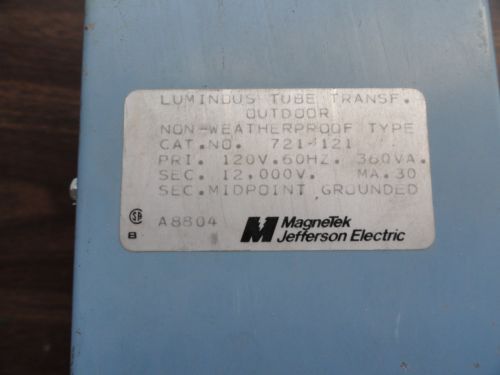 LUMINOUS TUBE TRANSF.
OUTDOOR
NON-WEATHERPROOF TYPE
CAT.NO. 721-121
PRI. 120V.60HZ. 360VA.
SEC. 12,000V. MA.30
SEC.MIDPOINT GROUNDED
SA
B
A8804
MagneTek
Jefferson Electric